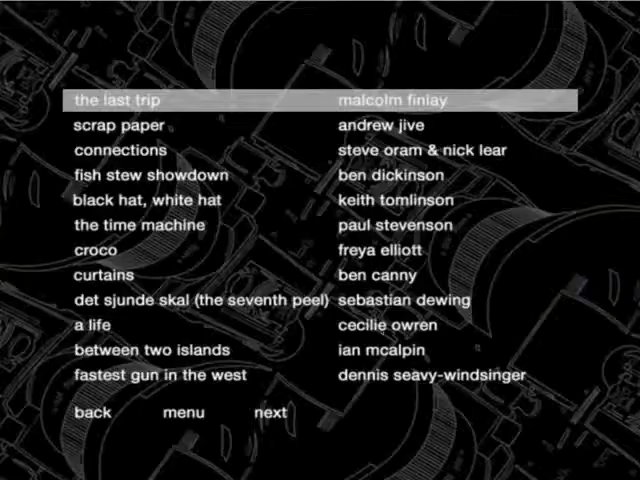 the last trip malcolm finlay
scrap paper andrew jive
connections steve oram & nick lear
fish stew showdown ben dickinson
black hat, white hat keith tomlinson
the time machine paul stevenson
croco freya elliott
curtains ben canny
det sjunde skal (the seventh peel) sebastian dewing
a life cecilie owren
between two islands ian mcalpin
fastest gun in the west dennis seavy-windsinger
back menu next